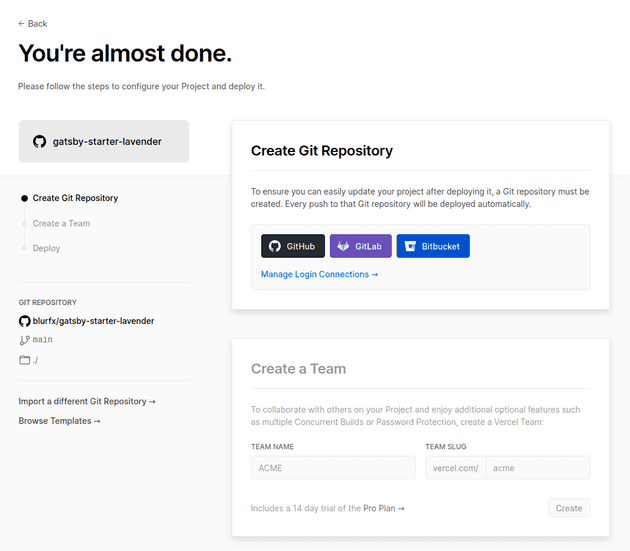 ← Back
You're almost done.
Please follow the steps to configure your Project and deploy it.
gatsby-starter-lavender
Create Git Repository
Create a Team
Deploy
GIT REPOSITORY
blurfx/gatsby-starter-lavender
main
./
Import a different Git Repository →
Browse Templates →
Create Git Repository
To ensure you can easily update your project after deploying it, a Git repository must be
created. Every push to that Git repository will be deployed automatically.
GitHub
GitLab
Bitbucket
Manage Login Connections →
Create a Team
To collaborate with others on your Project and enjoy additional optional features such
as multiple Concurrent Builds or Password Protection, create a Vercel Team:
TEAM NAME
TEAM SLUG
ACME
vercel.com/ acme
Includes a 14 day trial of the Pro Plan →
Create